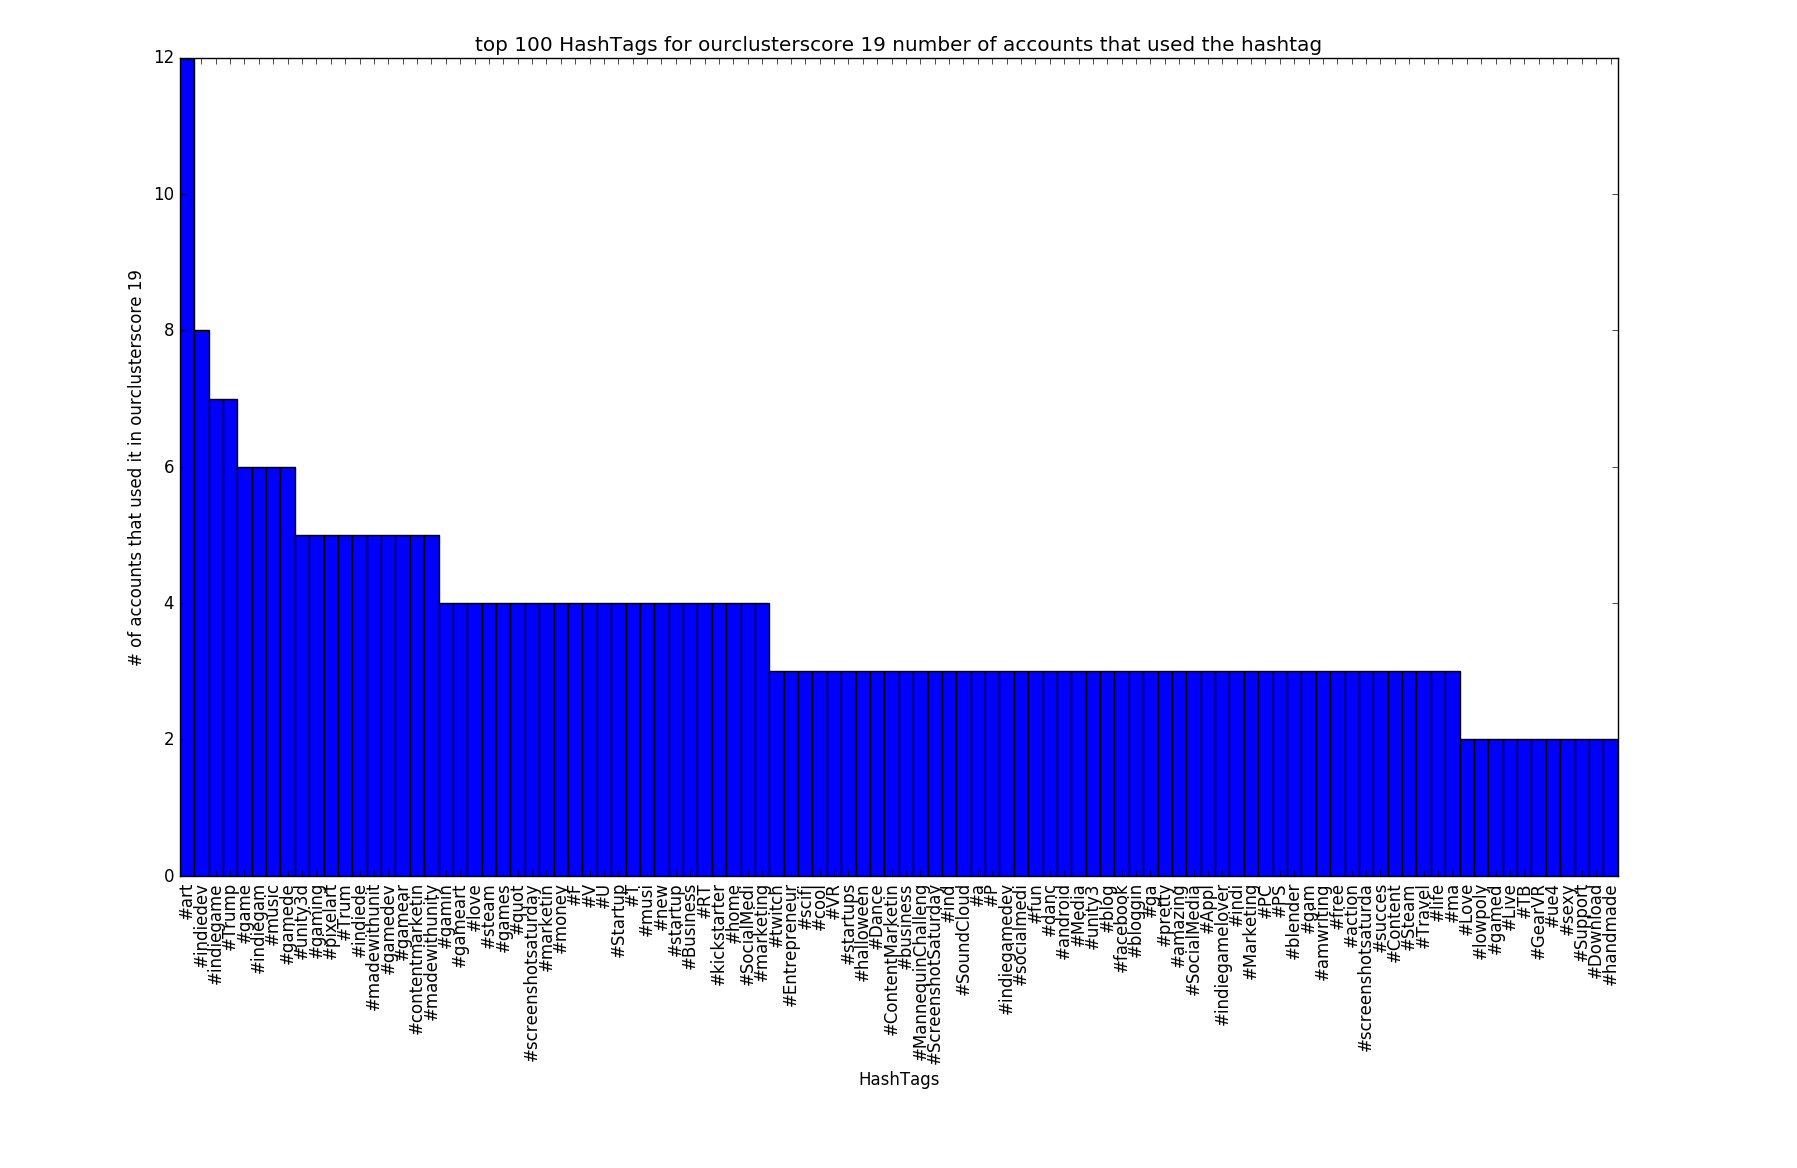 top 100 HashTags for ourclusterscore 19 number of accounts that used the hashtag
12
10
8
6
4
2
0
# of accounts that used it in ourclusterscore 19
#art
#indiedev
#indiegame
#Trump
#game
#indiegam
#music
#gamede
#unity3d
#gaming
#pixelart
#Trum
#indiede
#madewithunit
#gamedev
#gamear
#contentmarketin
#madewithunity
#gamin
#gameart
#love
#steam
#games
#quot
#screenshotsaturday
#marketin
#money
#F
#V
#U
#Startup
#T
#musi
#new
#startup
#Business
#RT
#kickstarter
#home
#SocialMedi
#marketing
#twitch
#Entrepreneur
#scifi
#cool
#VR
#startups
#halloween
#Dance
#ContentMarketin
#business
#MannequinChalleng
#ScreenshotSaturday
#ind
#SoundCloud
#a
#P
#indiegamedev
#socialmedi
#fun
#danc
#android
#Media
#unity3
#blog
#facebook
#bloggin
#ga
#pretty
#amazing
#SocialMedia
#Appl
#indiegamelover
#indi
#Marketing
#PC
#PS
#blender
#gam
#amwriting
#free
#action
#screenshotsaturda
#succes
#Content
#Steam
#Travel
#life
#ma
#Love
#lowpoly
#gamed
#Live
#TB
#GearVR
#ue4
#sexy
#Support
#Download
#handmade
HashTags